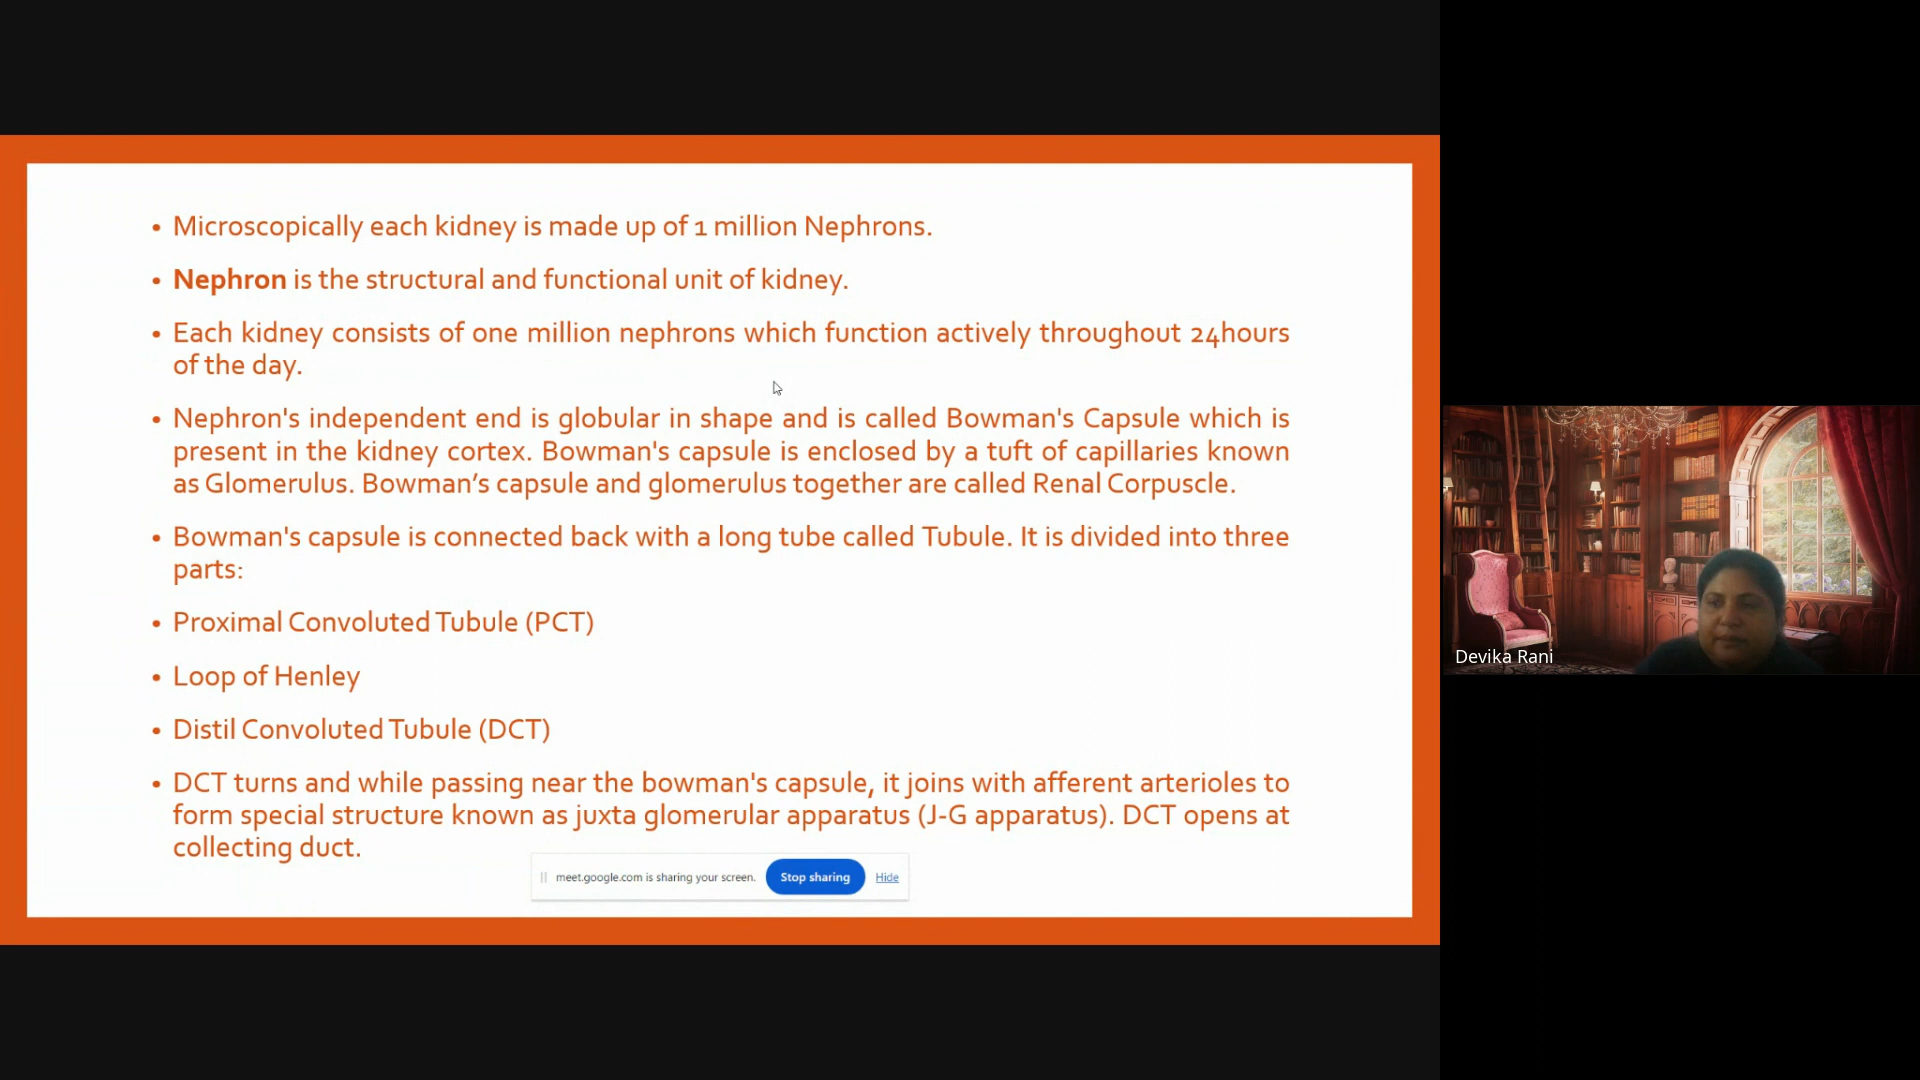 • Microscopically each kidney is made up of 1 million Nephrons.
• Nephron is the structural and functional unit of kidney.
• Each kidney consists of one million nephrons which function actively throughout 24hours
of the day.
• Nephron's independent end is globular in shape and is called Bowman's Capsule which is
present in the kidney cortex. Bowman's capsule is enclosed by a tuft of capillaries known
as Glomerulus. Bowman’s capsule and glomerulus together are called Renal Corpuscle.
• Bowman's capsule is connected back with a long tube called Tubule. It is divided into three
parts:
• Proximal Convoluted Tubule (PCT)
• Loop of Henley
• Distil Convoluted Tubule (DCT)
• DCT turns and while passing near the bowman's capsule, it joins with afferent arterioles to
form special structure known as juxta glomerular apparatus (J-G apparatus). DCT opens at
collecting duct.
meet.google.com is sharing your screen. Stop sharing Hide
Devika Rani